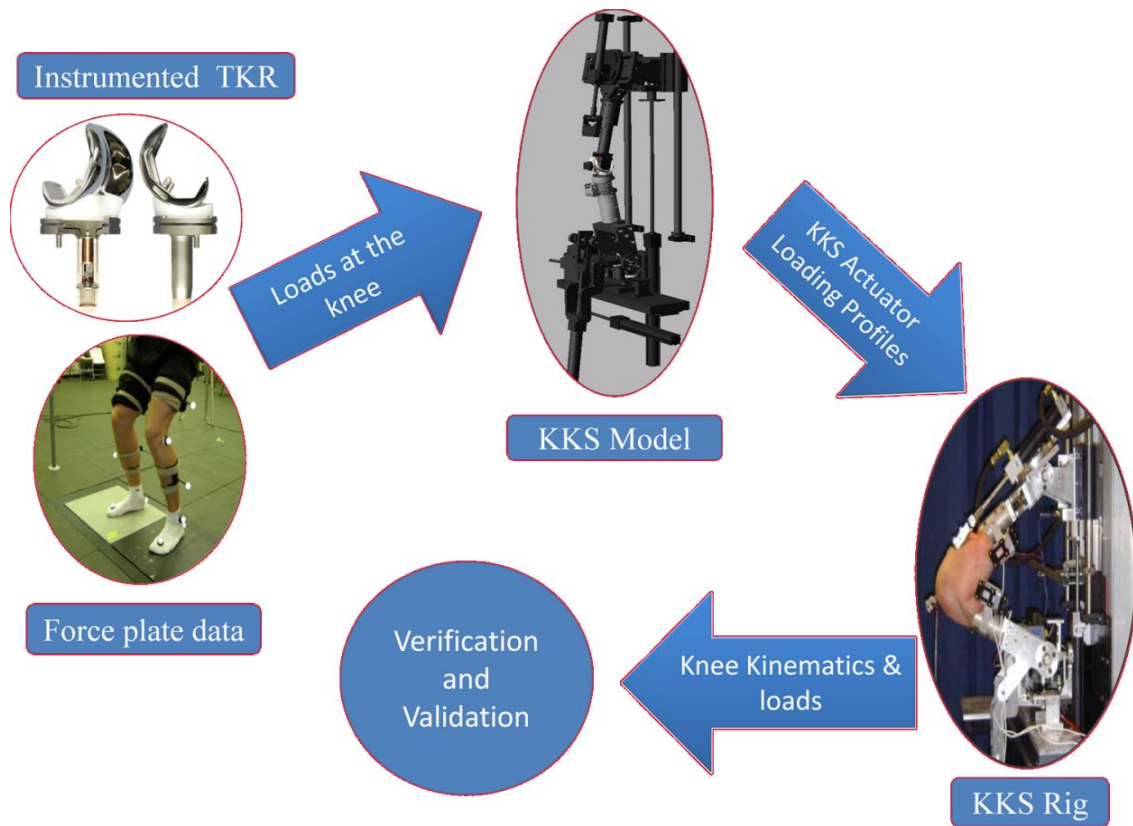 Instrumented TKR
Loads at the
knee
Force plate data
KKS Model
KKS Actuator
Loading Profiles
KKS Rig
Knee Kinematics &
loads
Verification
and
Validation